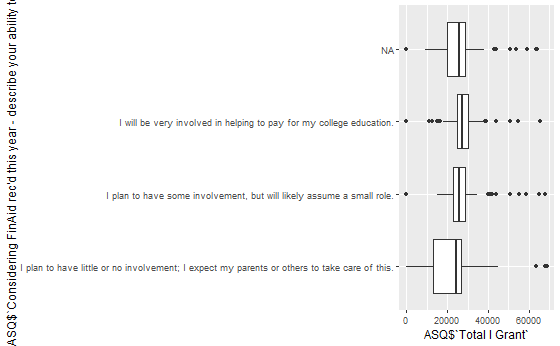 ASQ$`Considering FinAid rec'd this year - describe your ability to
NA
I will be very involved in helping to pay for my college education.
I plan to have some involvement, but will likely assume a small role.
I plan to have little or no involvement; I expect my parents or others to take care of this.
0 20000 40000 60000
ASQ$`Total I Grant`